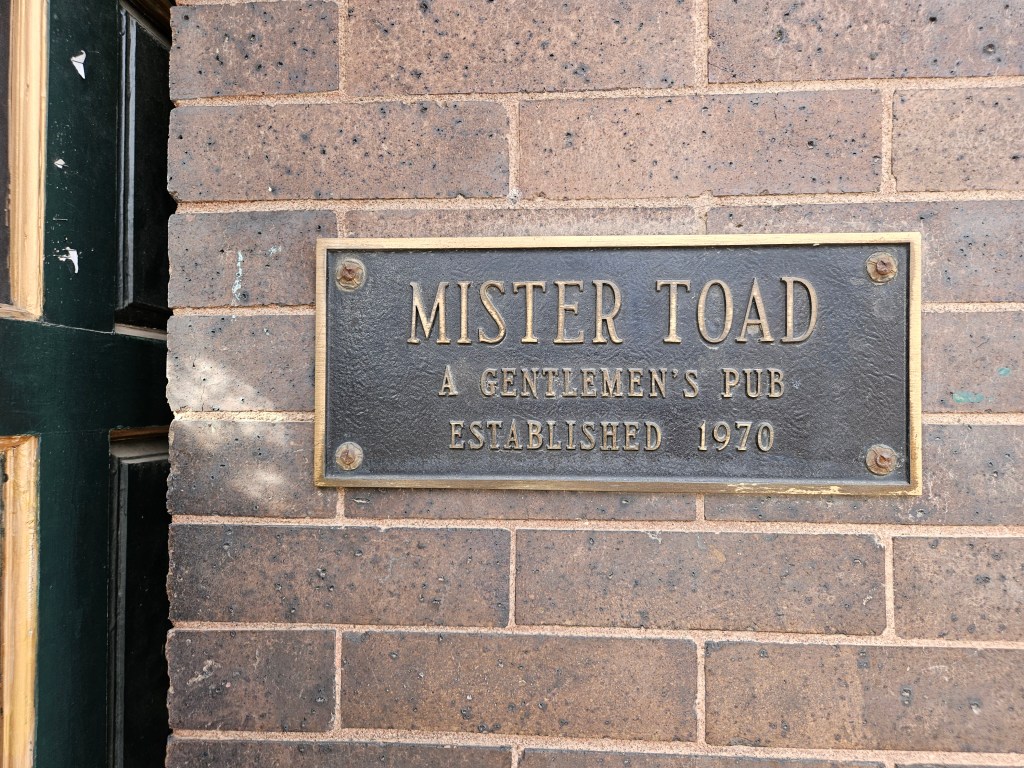 MISTER TOAD
A GENTLEMEN'S PUB
ESTABLISHED 1970